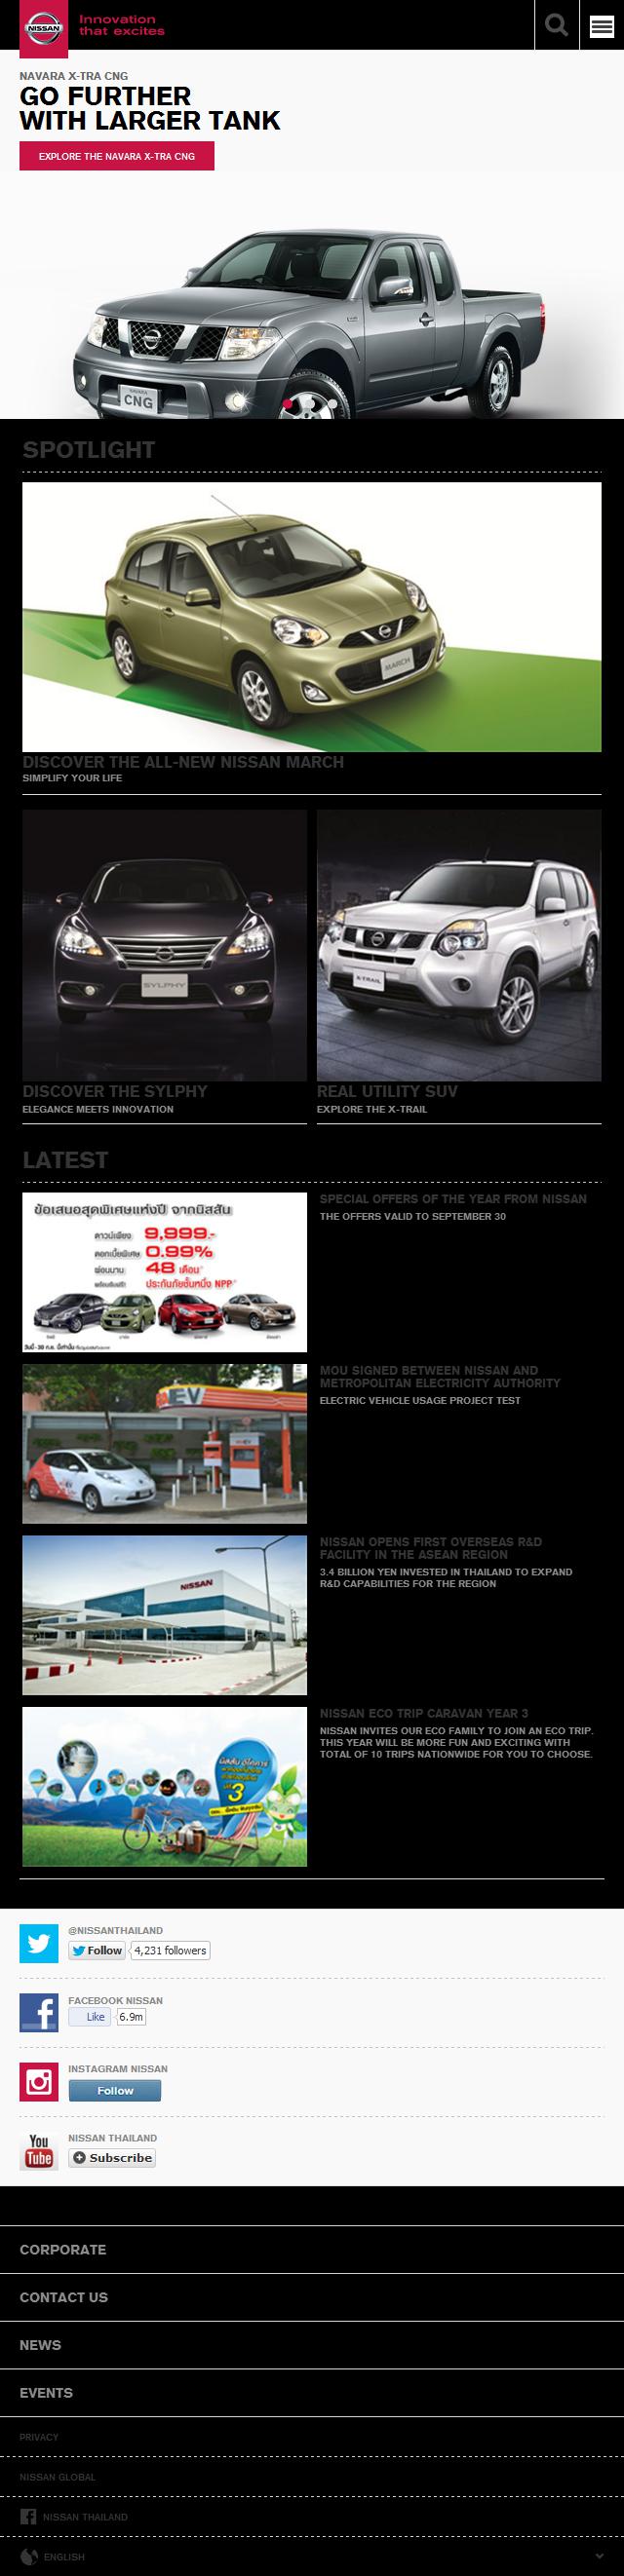 NISSAN
Innovation
that excites
NAVARA X-TRA CNG
GO FURTHER
WITH LARGER TANK
EXPLORE THE NAVARA X-TRA CNG
NAVARA
CNG
SPOTLIGHT
MARCH
DISCOVER THE ALL-NEW NISSAN MARCH
SIMPLIFY YOUR LIFE
SYLPHY
X-TRAIL
DISCOVER THE SYLPHY
ELEGANCE MEETS INNOVATION
REAL UTILITY SUV
EXPLORE THE X-TRAIL
LATEST
ข้อเสนอสุดพิเศษแห่งปี จากนิสสัน
ดาวน์เพียง 9,999.-
ดอกเบี้ยพิเศษ 0.99%
ผ่อนนาน 48 เดือน*
พร้อมรับฟรี! ประกันภัยชั้นหนึ่ง NPP*
SPECIAL OFFERS OF THE YEAR FROM NISSAN
THE OFFERS VALID TO SEPTEMBER 30
EV
MOU SIGNED BETWEEN NISSAN AND
METROPOLITAN ELECTRICITY AUTHORITY
ELECTRIC VEHICLE USAGE PROJECT TEST
NISSAN
NISSAN OPENS FIRST OVERSEAS R&D
FACILITY IN THE ASEAN REGION
3.4 BILLION YEN INVESTED IN THAILAND TO EXPAND
R&D CAPABILITIES FOR THE REGION
3
NISSAN ECO TRIP CARAVAN YEAR 3
NISSAN INVITES OUR ECO FAMILY TO JOIN AN ECO TRIP.
THIS YEAR WILL BE MORE FUN AND EXCITING WITH
TOTAL OF 10 TRIPS NATIONWIDE FOR YOU TO CHOOSE.
@NISSANTHAILAND
Follow 4,231 followers
FACEBOOK NISSAN
Like 6.9m
INSTAGRAM NISSAN
Follow
You
Tube
NISSAN THAILAND
Subscribe
CORPORATE
CONTACT US
NEWS
EVENTS
PRIVACY
NISSAN GLOBAL
NISSAN THAILAND
ENGLISH